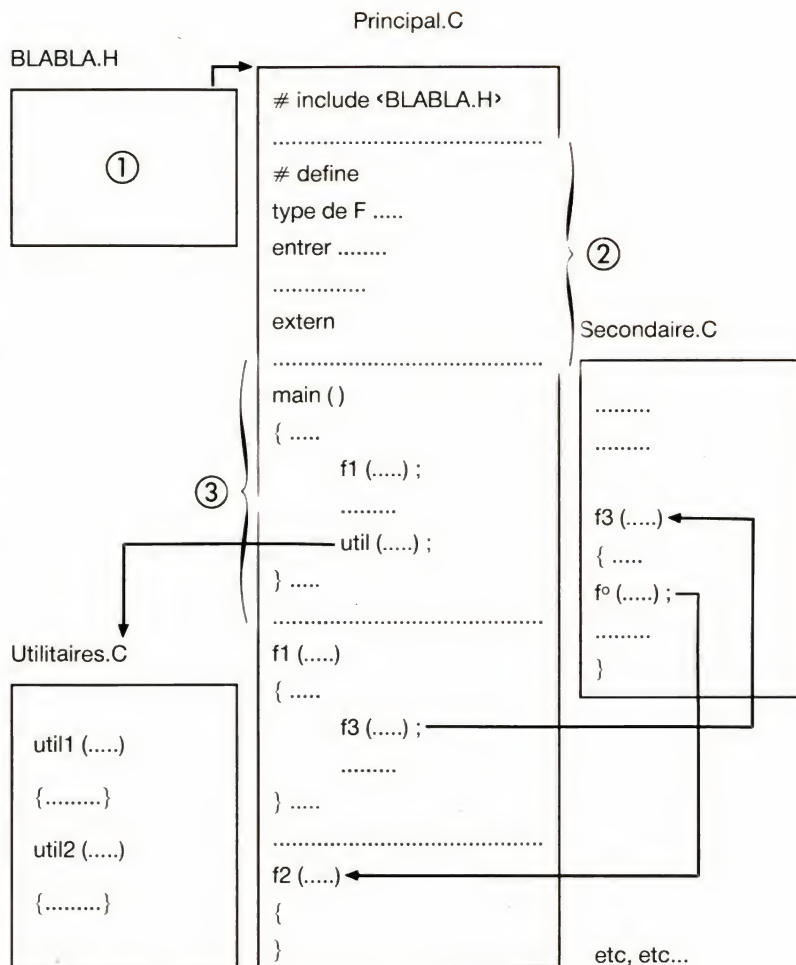 Principal.C
BLABLA.H
# include <BLABLA.H>
①
.......................................
# define
type de F .....
entrer ........
..............
extern
②
.......................................
main ( )
{ .....
f1 (.....) ;
.........
util (.....) ;
} .....
③
.......................................
f1 (.....)
{ .....
f3 (.....) ;
.........
} .....
.......................................
f2 (.....)
{
}
Secondaire.C
.........
.........
f3 (.....)
{ .....
fº (.....) ;
.........
}
Utilitaires.C
util1 (.....)
{.........}
util2 (.....)
{.........}
etc, etc...